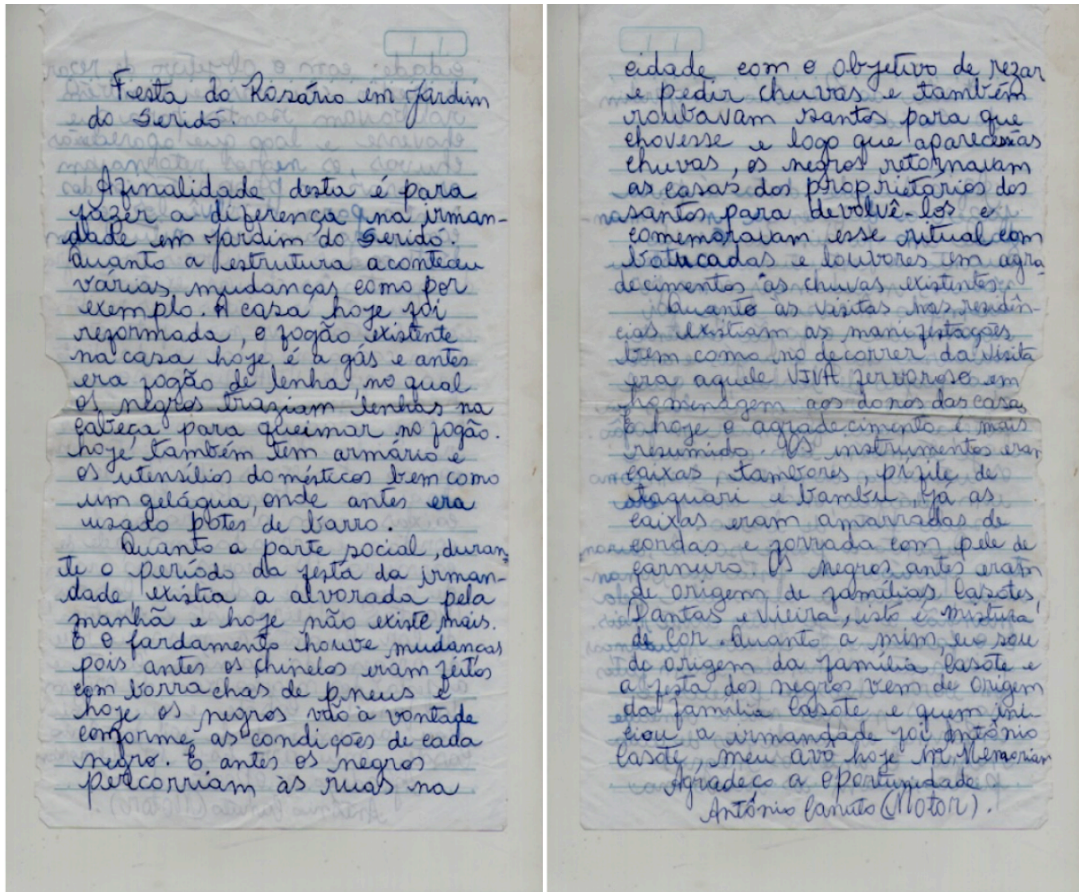 Festa do Rosário em Jardim
do Seridó
A finalidade desta é para
fazer a diferença na irman-
dade em Jardim do Seridó.
Quanto a estrutura aconteceu
várias mudanças como por
exemplo. A casa hoje foi
reformada, o fogão existente
na casa hoje é a gás e antes
era fogão de lenha, no qual
os negros traziam lenhas na
cabeça para queimar no fogão.
hoje também tem armário e
os utensílios domésticos bem como
um gelágua, onde antes era
usado potes de barro.
Quanto a parte social, duran-
te o período da festa da irman-
dade existia a alvorada pela
manhã e hoje não existe mais.
E o fardamento houve mudanças
pois antes os chinelos eram feitos
com borrachas de pneus e
hoje os negros vão à vontade
conforme as condições de cada
negro. E antes os negros
percorriam às ruas na
cidade com o objetivo de rezar
e pedir chuvas e também
roubavam santos para que
chovesse e logo que aparecessem as
chuvas, os negros retornavam
as casas dos proprietários dos
santos para devolvê-los e
comemoravam esse ritual com
batucadas e louvores em agra
decimentos às chuvas existentes.
Quanto às visitas nas residên-
cias existiam as manifestações
bem como no decorrer da visita
era aquele VIVA fervoroso em
homenagem aos donos das casas
E hoje o agradecimento é mais
resumido. Os instrumentos eram
caixas, tambores, pífile de
taquari e bambu. Já as
caixas eram amarradas de
cordas e forrada com pele de
carneiro. Os negros antes eram
de origem de famílias Casotes,
Dantas e Vieira, isto é mistura
de cor. Quanto a mim, eu sou
de origem da família Casote e
a festa dos negros vem de origem
da família Casote e quem ini-
ciou a irmandade foi Antônio
Casote, meu avô hoje In Memorian
Agradeço a oportunidade
Antônio Canuto (Motor).